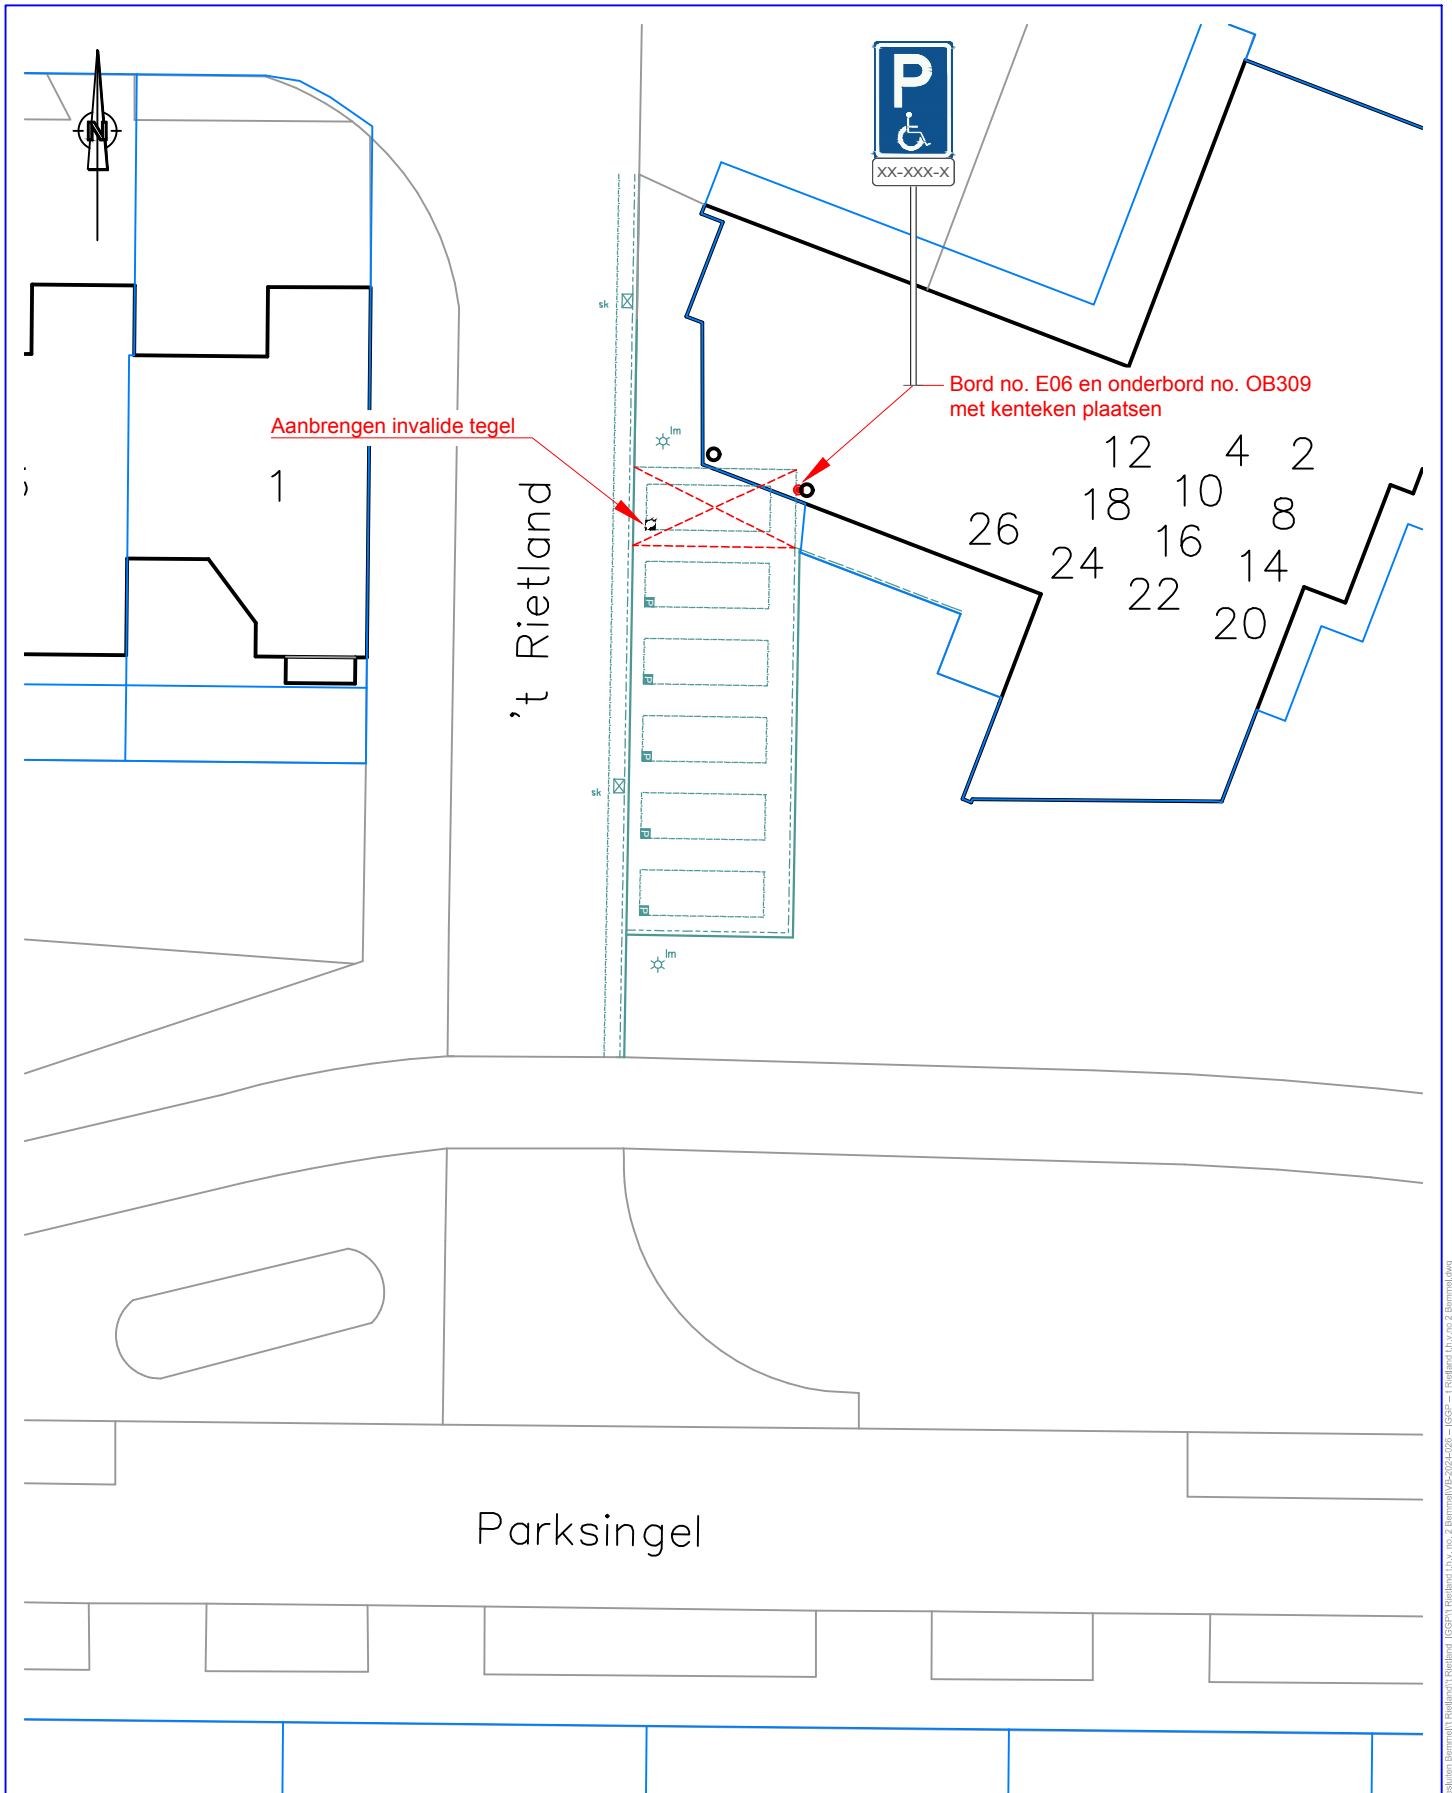 N
P
XX-XXX-X
sk
Bord no. E06 en onderbord no. OB309
met kenteken plaatsen
Aanbrengen invalide tegel
lm
12
4
2
1
10
18
8
26
16
24
14
22
20
't Rietland
P
P
P
P
P
sk
lm
Parksingel